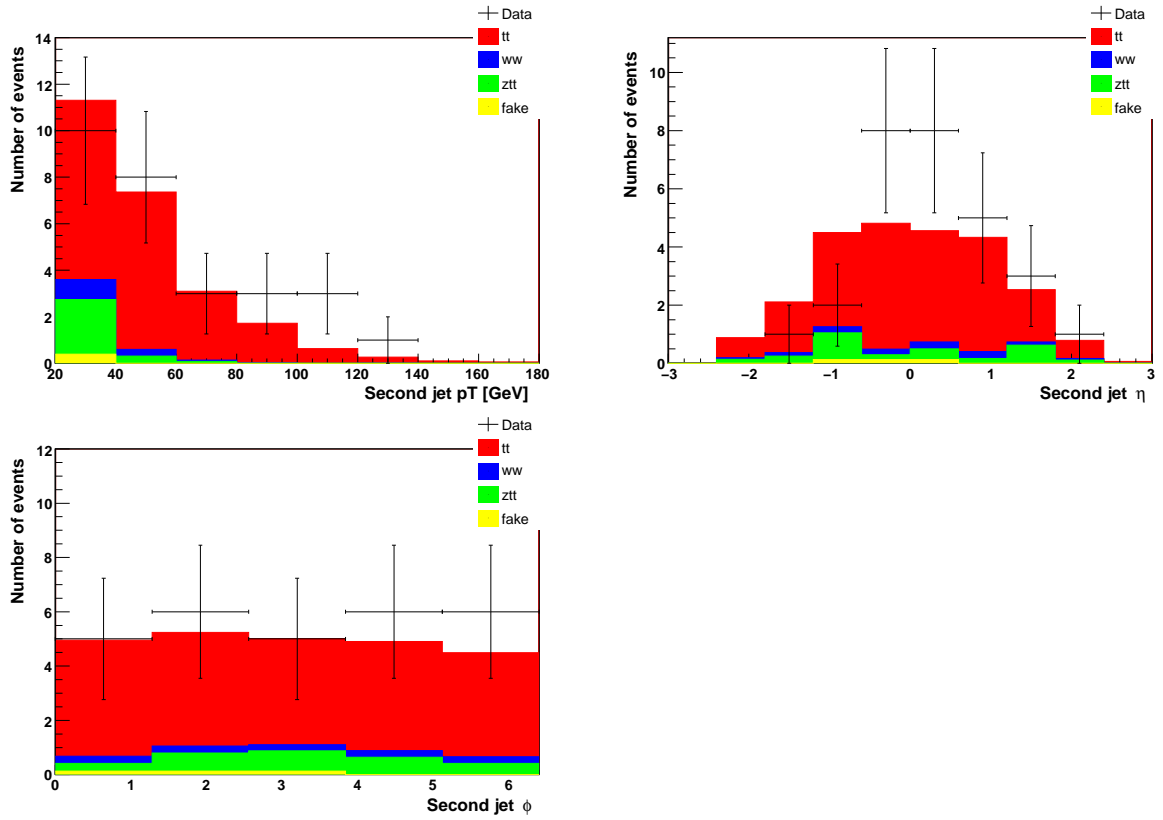 Data
tt
ww
ztt
fake
Number of events
14
12
10
8
6
4
2
0
20 40 60 80 100 120 140 160 180
Second jet pT [GeV]
Data
tt
ww
ztt
fake
Number of events
10
8
6
4
2
0
−3 −2 −1 0 1 2 3
Second jet η
Data
tt
ww
ztt
fake
Number of events
12
10
8
6
4
2
0
0 1 2 3 4 5 6
Second jet ϕ